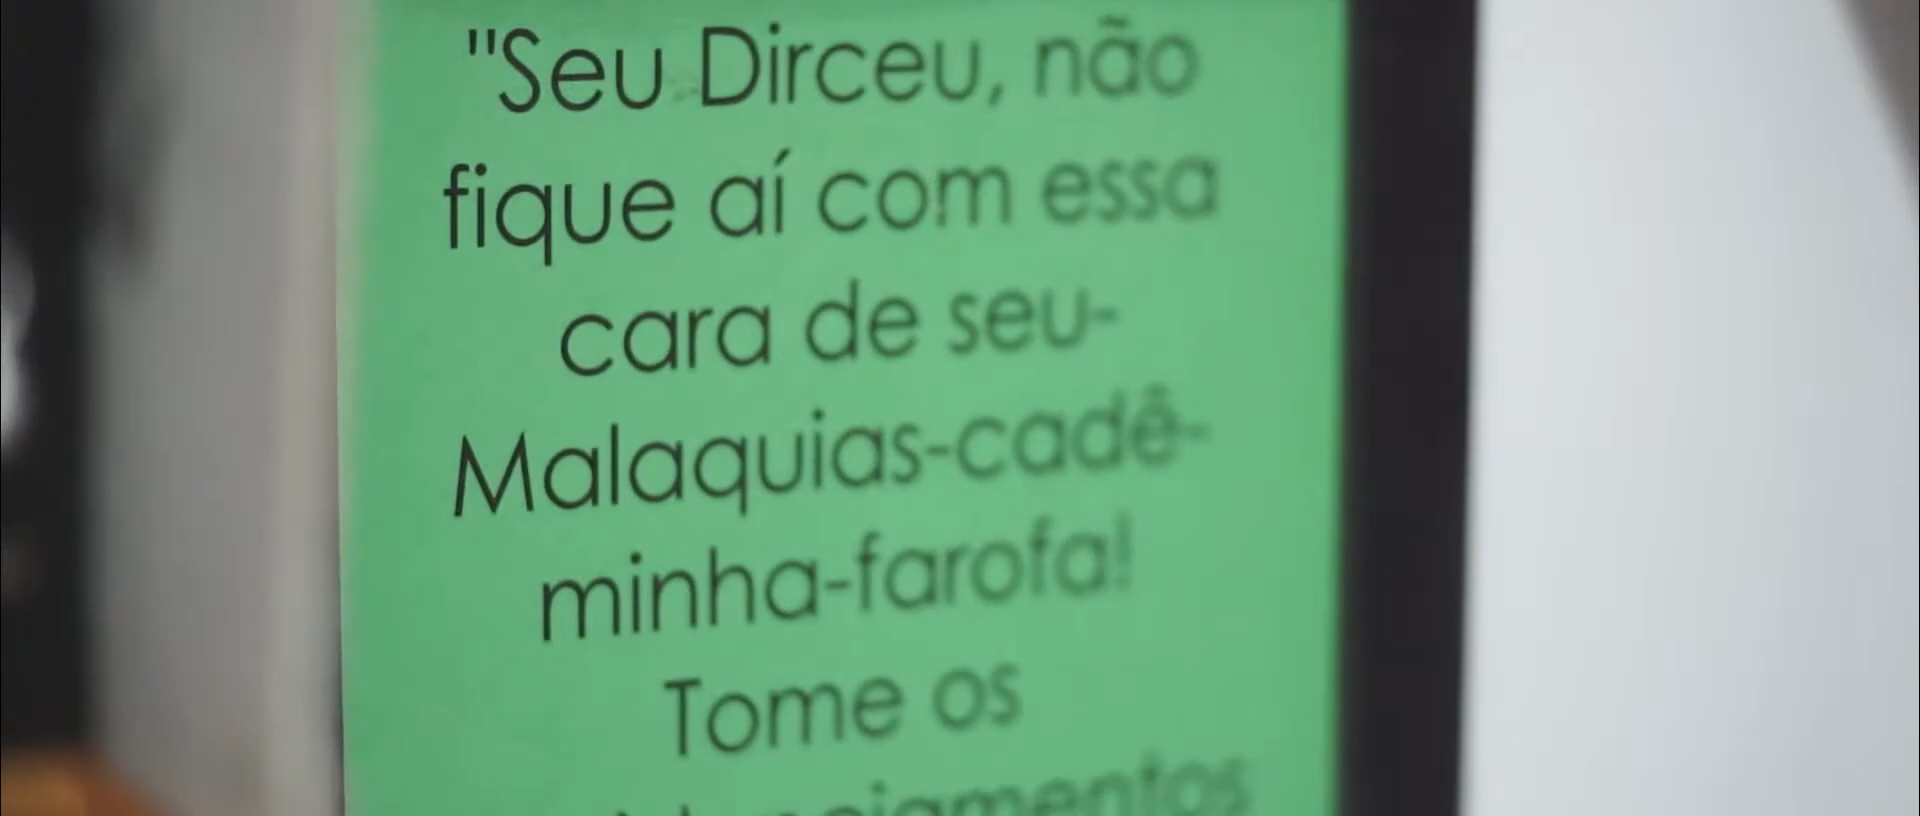 "Seu Dirceu, não
fique aí com essa
cara de seu-
Malaquias-cadê-
minha-farofa!
Tome os